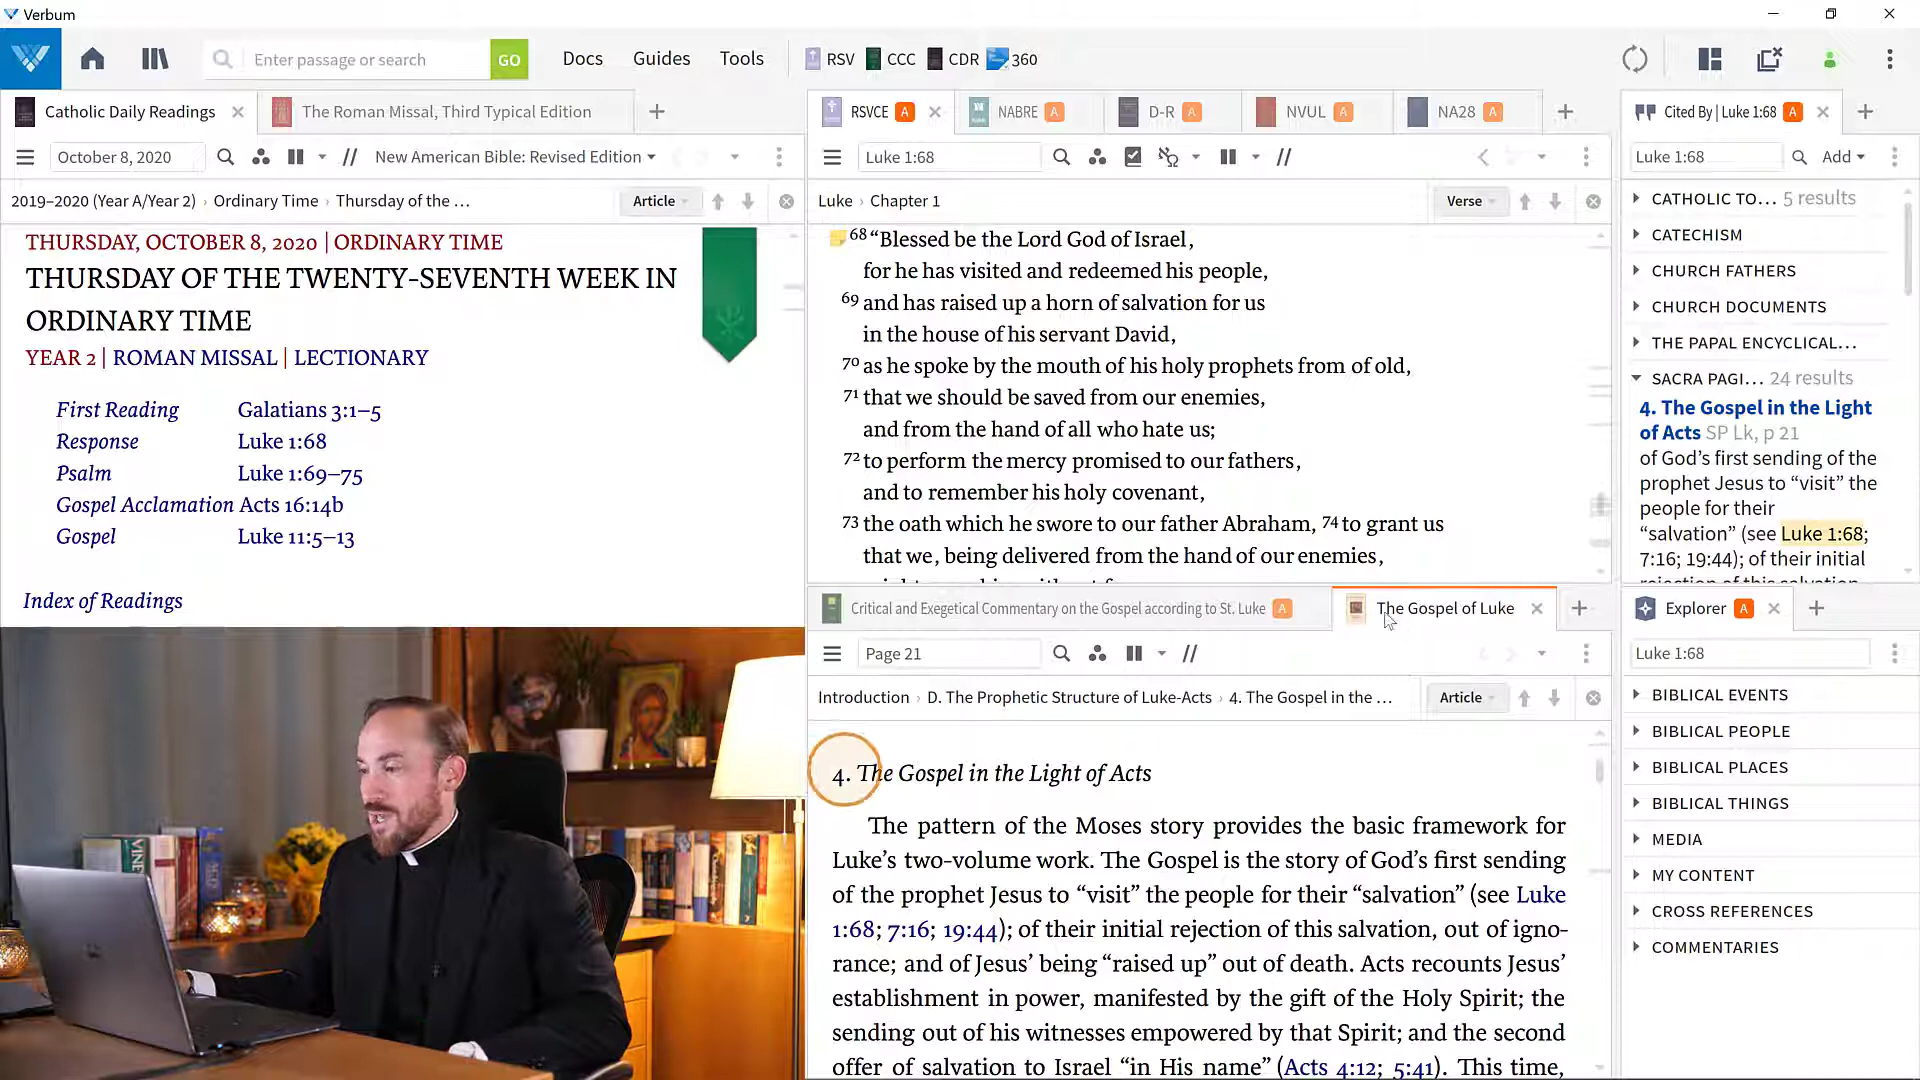 Verbum
Enter passage or search
GO
Docs
Guides
Tools
RSV
CCC
CDR
360
Catholic Daily Readings
The Roman Missal, Third Typical Edition
October 8, 2020
New American Bible: Revised Edition
2019–2020 (Year A/Year 2) › Ordinary Time › Thursday of the ...
Article
THURSDAY, OCTOBER 8, 2020 | ORDINARY TIME
THURSDAY OF THE TWENTY-SEVENTH WEEK IN
ORDINARY TIME
YEAR 2 | ROMAN MISSAL | LECTIONARY
First Reading Galatians 3:1–5
Response Luke 1:68
Psalm Luke 1:69–75
Gospel Acclamation Acts 16:14b
Gospel Luke 11:5–13
Index of Readings
RSVCE A
NABRE A
D-R A
NVUL A
NA28 A
Luke 1:68
Luke › Chapter 1
Verse
68 “Blessed be the Lord God of Israel,
for he has visited and redeemed his people,
69 and has raised up a horn of salvation for us
in the house of his servant David,
70 as he spoke by the mouth of his holy prophets from of old,
71 that we should be saved from our enemies,
and from the hand of all who hate us;
72 to perform the mercy promised to our fathers,
and to remember his holy covenant,
73 the oath which he swore to our father Abraham, 74 to grant us
that we, being delivered from the hand of our enemies,
Critical and Exegetical Commentary on the Gospel according to St. Luke A
The Gospel of Luke
Page 21
Introduction › D. The Prophetic Structure of Luke-Acts › 4. The Gospel in the ...
Article
4. The Gospel in the Light of Acts
The pattern of the Moses story provides the basic framework for
Luke’s two-volume work. The Gospel is the story of God’s first sending
of the prophet Jesus to “visit” the people for their “salvation” (see Luke
1:68; 7:16; 19:44); of their initial rejection of this salvation, out of igno-
rance; and of Jesus’ being “raised up” out of death. Acts recounts Jesus’
establishment in power, manifested by the gift of the Holy Spirit; the
sending out of his witnesses empowered by that Spirit; and the second
offer of salvation to Israel “in His name” (Acts 4:12; 5:41). This time,
Cited By | Luke 1:68 A
Luke 1:68
Add
CATHOLIC TO... 5 results
CATECHISM
CHURCH FATHERS
CHURCH DOCUMENTS
THE PAPAL ENCYCLICAL...
SACRA PAGI... 24 results
4. The Gospel in the Light
of Acts SP Lk, p 21
of God’s first sending of the
prophet Jesus to “visit” the
people for their
“salvation” (see Luke 1:68;
7:16; 19:44); of their initial
rejection of this salvation
Explorer A
Luke 1:68
BIBLICAL EVENTS
BIBLICAL PEOPLE
BIBLICAL PLACES
BIBLICAL THINGS
MEDIA
MY CONTENT
CROSS REFERENCES
COMMENTARIES